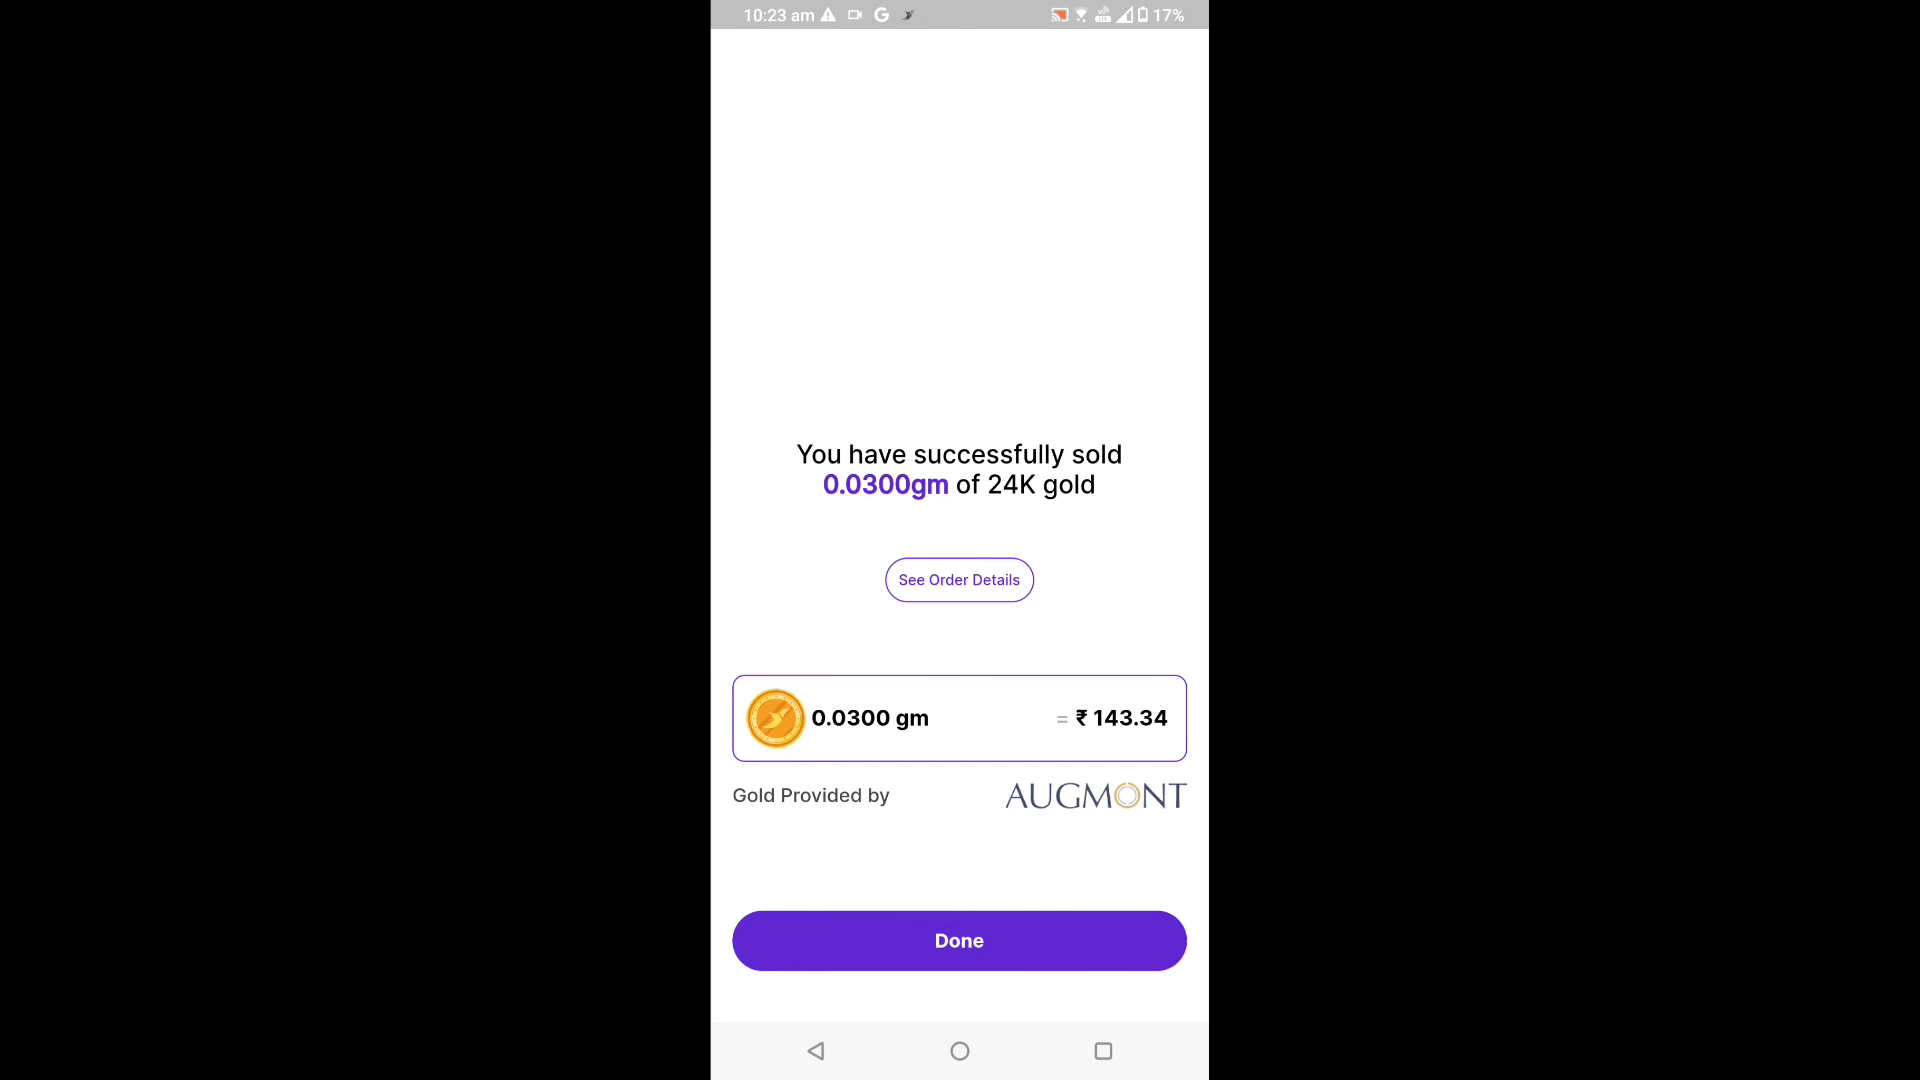 10:23 am 17%
You have successfully sold
0.0300gm of 24K gold
See Order Details
0.0300 gm = ₹ 143.34
Gold Provided by AUGMONT
Done